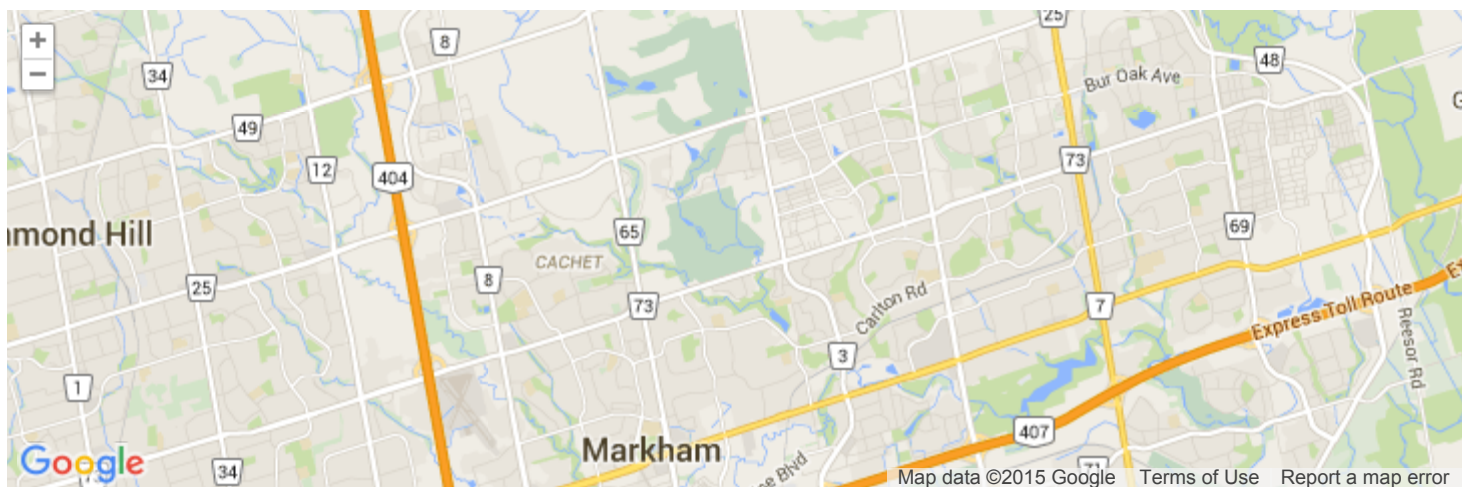 25
+
8
48
−
34
Bur Oak Ave
49
73
12
404
mmond Hill
65
69
CACHET
25
8
73
7
Carlton Rd
Express Toll Route
Reesor Rd
3
1
407
Markham
Google
34
71
Map data ©2015 Google Terms of Use Report a map error